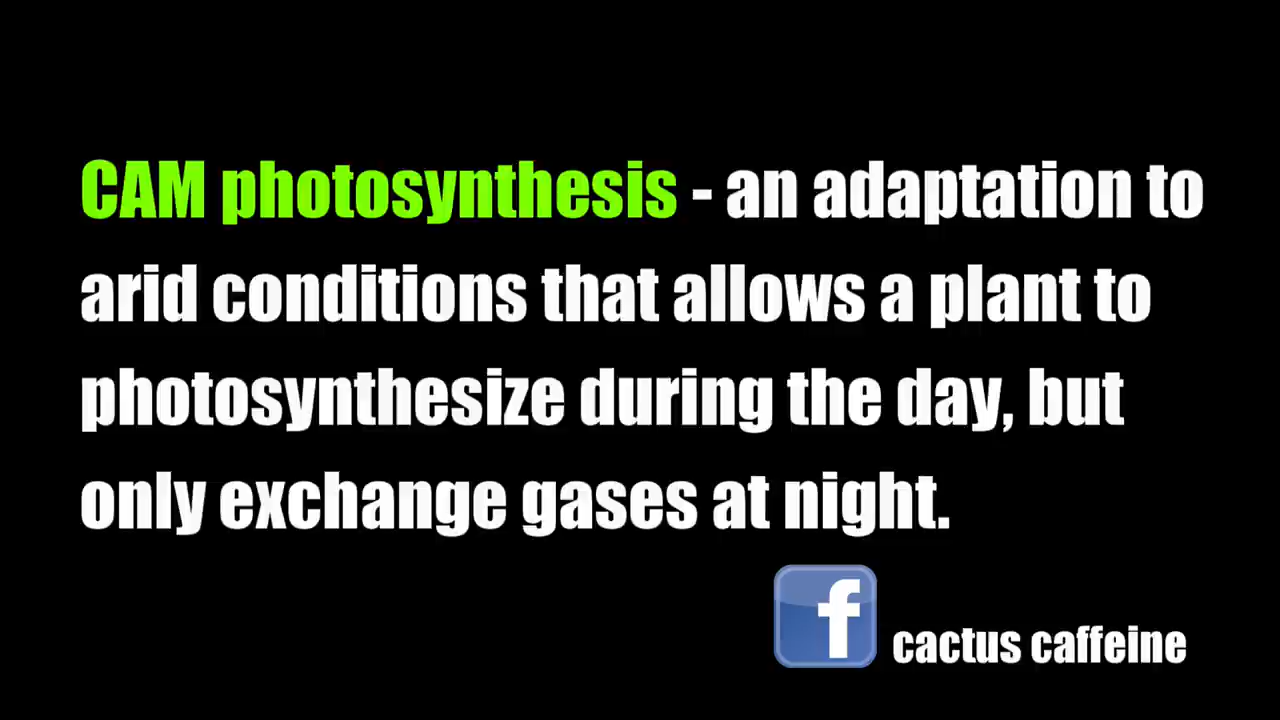 CAM photosynthesis - an adaptation to
arid conditions that allows a plant to
photosynthesize during the day, but
only exchange gases at night.
f
cactus caffeine